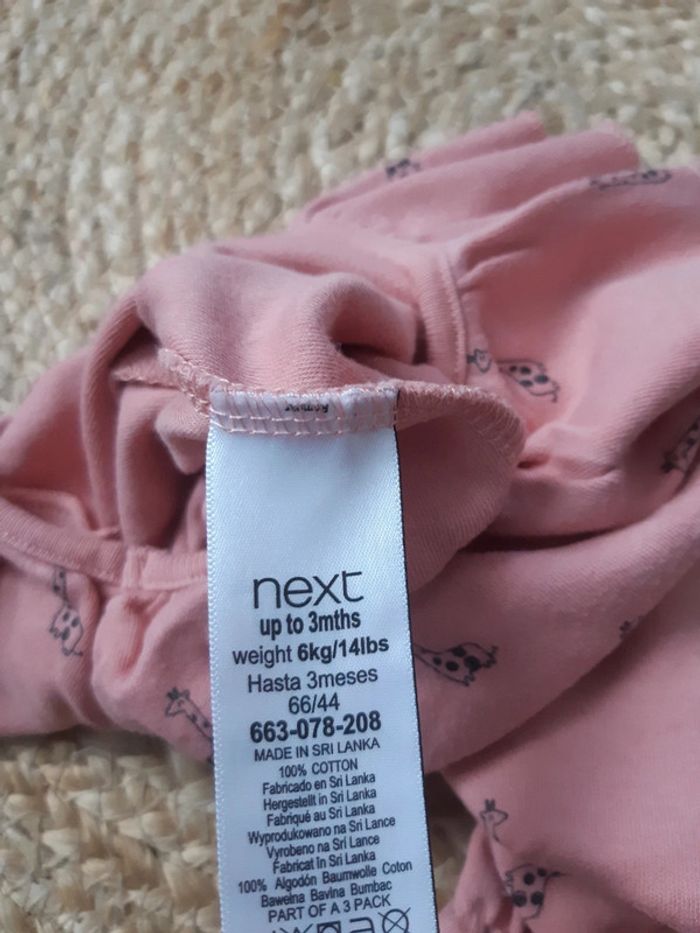 next
up to 3mths
weight 6kg/14lbs
Hasta 3meses
66/44
663-078-208
MADE IN SRI LANKA
100% COTTON
Fabricado en Sri Lanka
Hergestellt in Sri Lanka
Fabriqué au Sri Lanka
Wyprodukowano na Sri Lance
Vyrobeno na Srí Lance
Fabricat în Sri Lanka
100% Algodón Baumwolle Coton
Bawełna Bavlna Bumbac
PART OF A 3 PACK